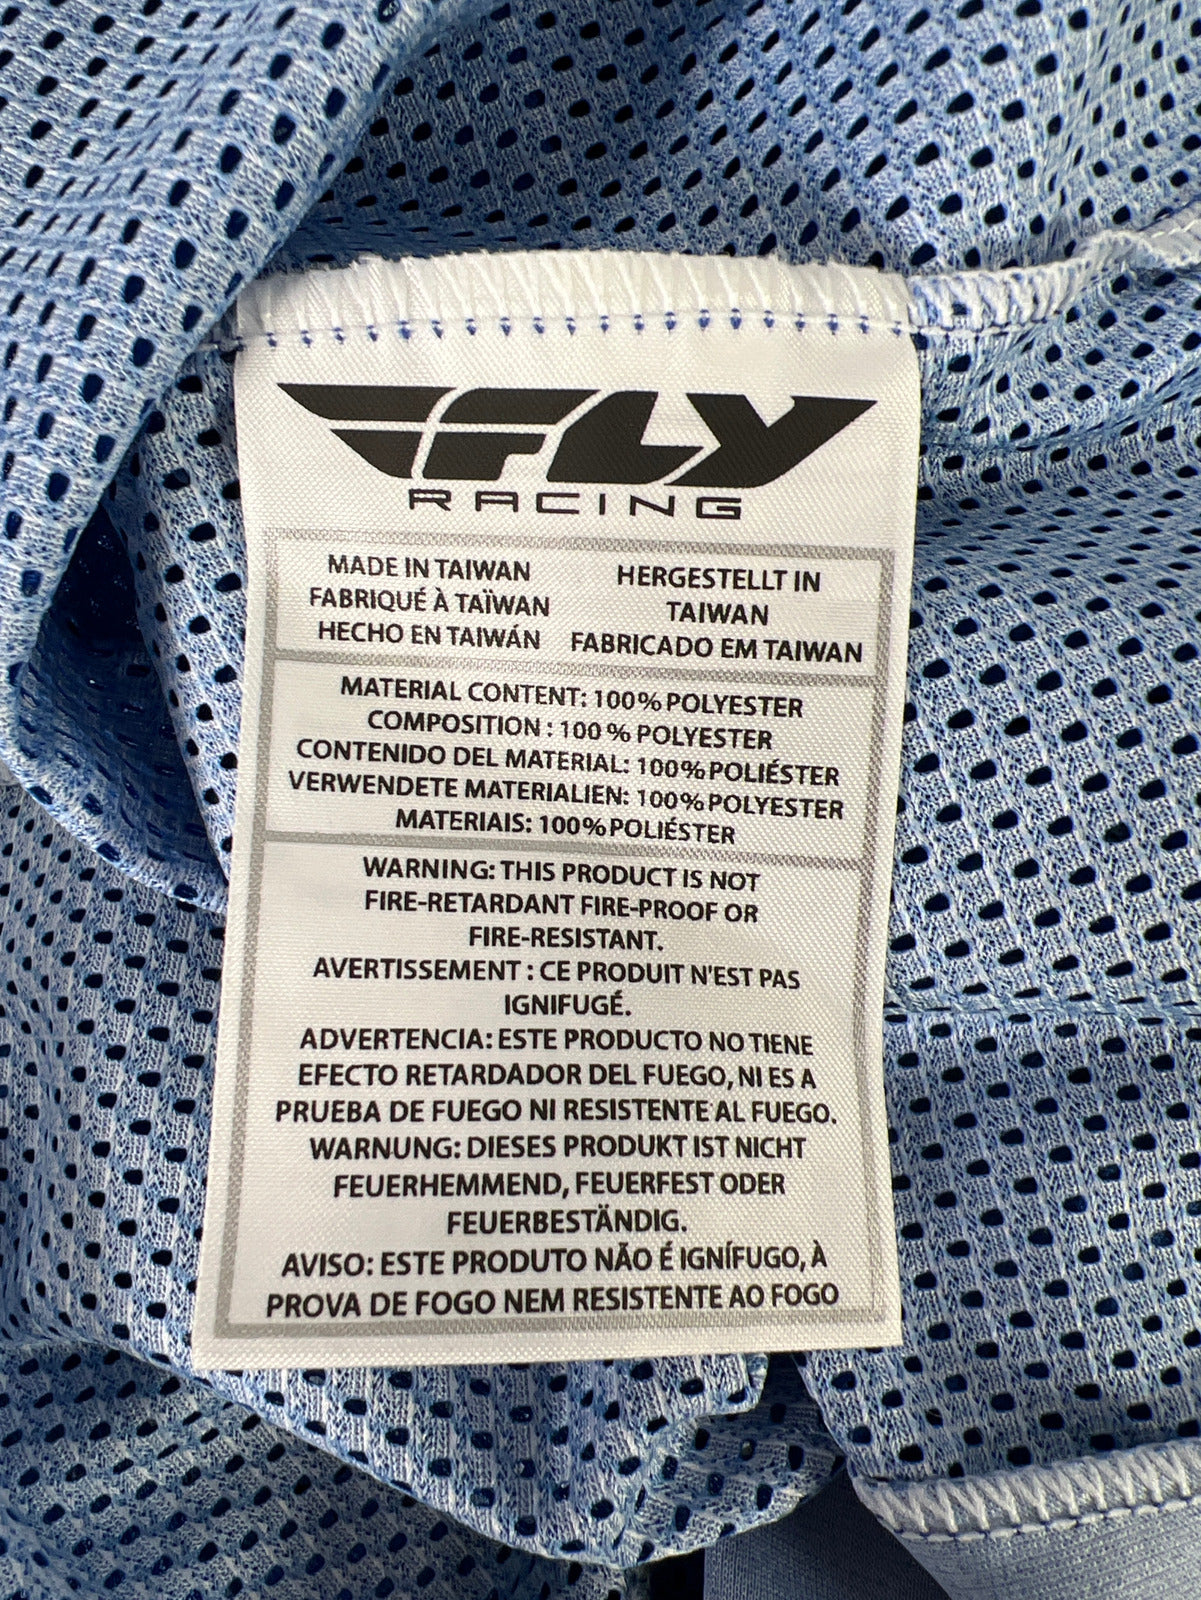 FLY
RACING
MADE IN TAIWAN
FABRIQUÉ À TAÏWAN
HECHO EN TAIWÁN
HERGESTELLT IN
TAIWAN
FABRICADO EM TAIWAN
MATERIAL CONTENT: 100% POLYESTER
COMPOSITION : 100 % POLYESTER
CONTENIDO DEL MATERIAL: 100% POLIÉSTER
VERWENDETE MATERIALIEN: 100% POLYESTER
MATERIAIS: 100% POLIÉSTER
WARNING: THIS PRODUCT IS NOT
FIRE-RETARDANT FIRE-PROOF OR
FIRE-RESISTANT.
AVERTISSEMENT : CE PRODUIT N'EST PAS
IGNIFUGÉ.
ADVERTENCIA: ESTE PRODUCTO NO TIENE
EFECTO RETARDADOR DEL FUEGO, NI ES A
PRUEBA DE FUEGO NI RESISTENTE AL FUEGO.
WARNUNG: DIESES PRODUKT IST NICHT
FEUERHEMMEND, FEUERFEST ODER
FEUERBESTÄNDIG.
AVISO: ESTE PRODUTO NÃO É IGNÍFUGO, À
PROVA DE FOGO NEM RESISTENTE AO FOGO